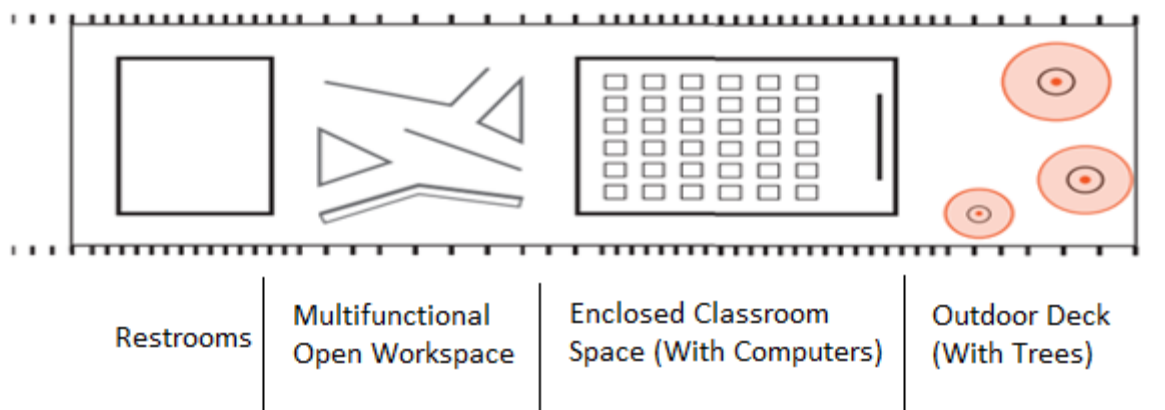 Restrooms
Multifunctional
Open Workspace
Enclosed Classroom
Space (With Computers)
Outdoor Deck
(With Trees)